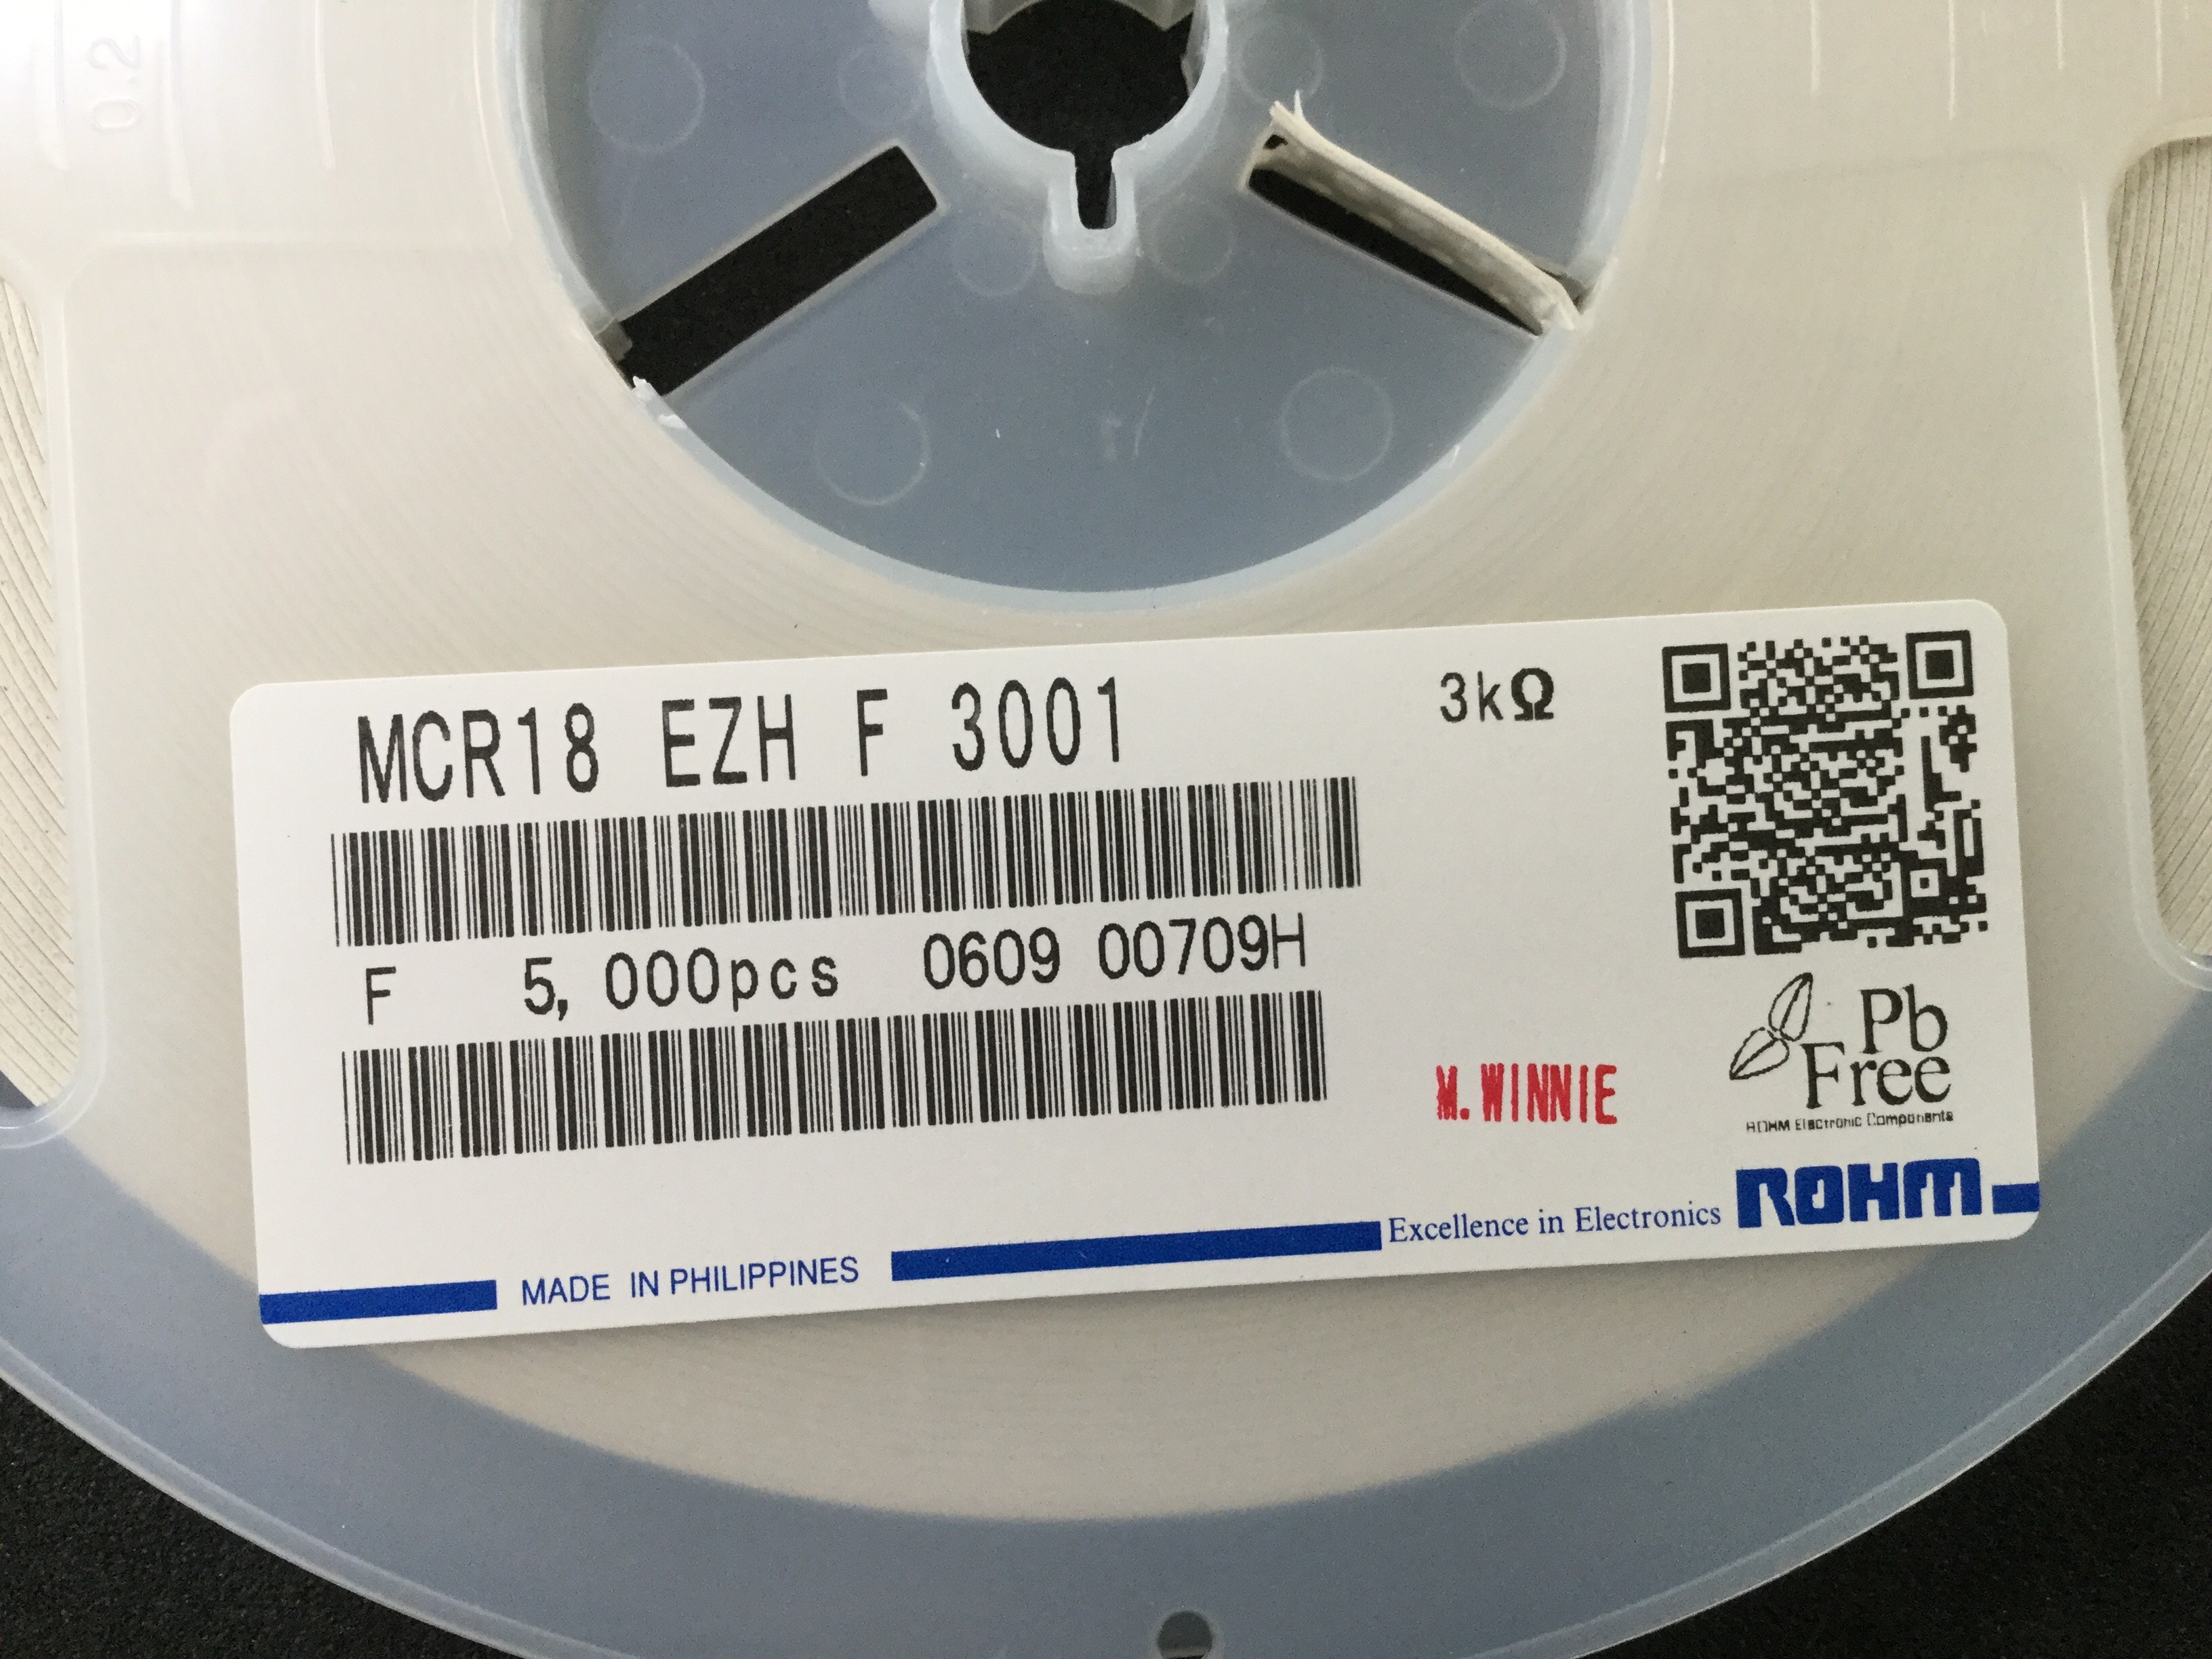 0.2
MCR18 EZH F 3001
3kΩ
F 5,000pcs 0609 00709H
M.WINNIE
Pb
Free
ROHM Electronic Components
MADE IN PHILIPPINES
Excellence in Electronics
ROHM